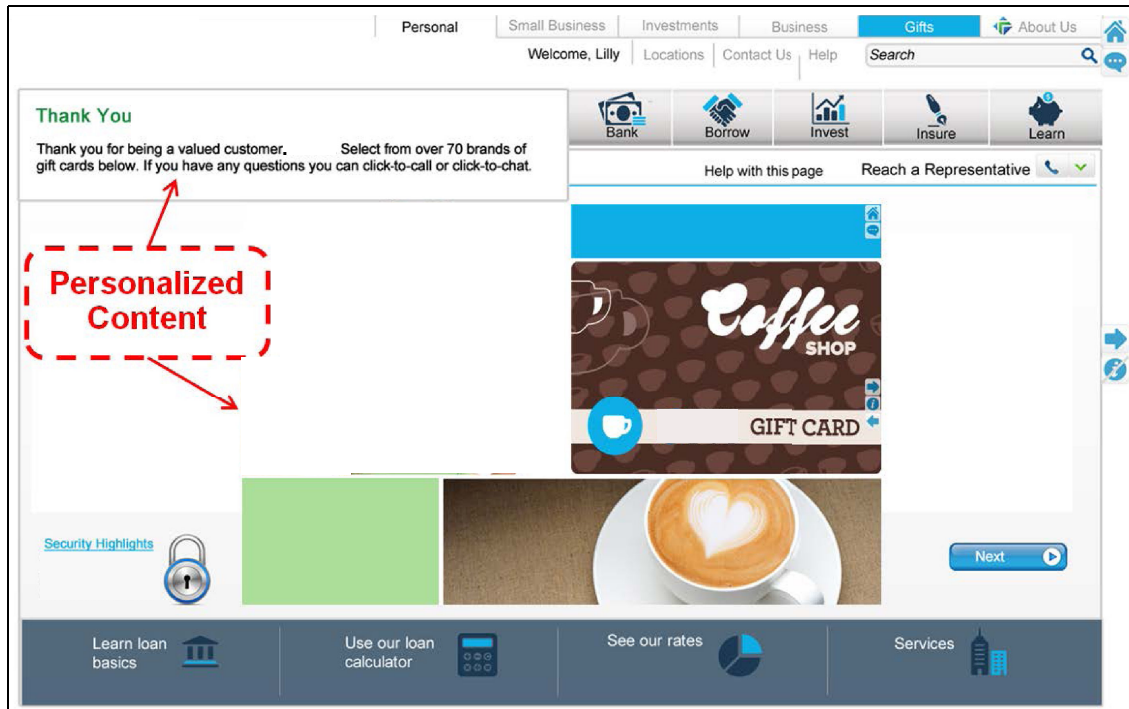 Personal
Small Business
Investments
Business
Gifts
About Us
Welcome, Lilly
Locations
Contact Us
Help
Search
Thank You
Thank you for being a valued customer. Select from over 70 brands of
gift cards below. If you have any questions you can click-to-call or click-to-chat.
Bank
Borrow
Invest
Insure
Learn
Help with this page
Reach a Representative
Personalized
Content
Coffee
SHOP
GIFT CARD
Security Highlights
Next
Learn loan
basics
Use our loan
calculator
See our rates
Services